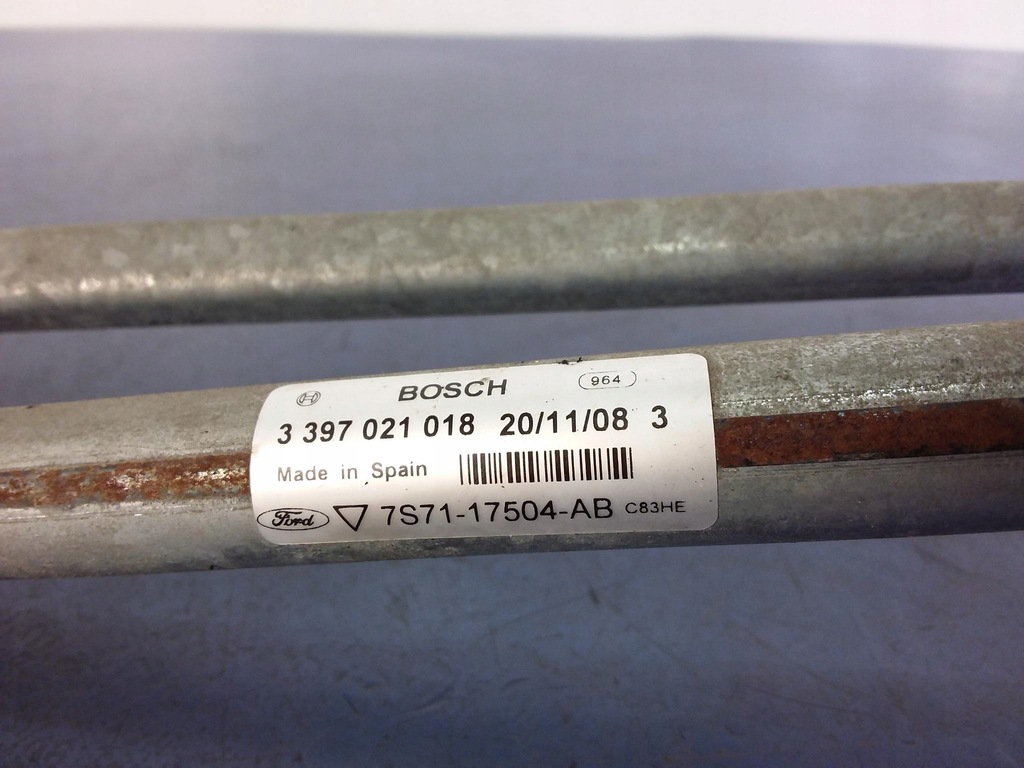 BOSCH 964
3 397 021 018 20/11/08 3
Made in Spain
Ford 7S71-17504-AB C83HE